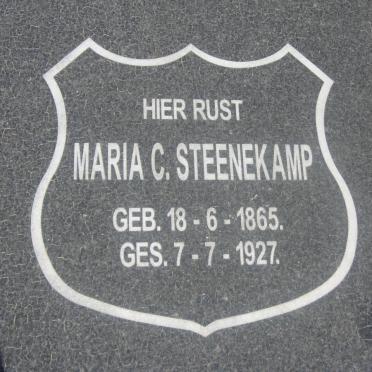 HIER RUST
MARIA C. STEENEKAMP
GEB. 18 - 6 - 1865.
GES. 7 - 7 - 1927.